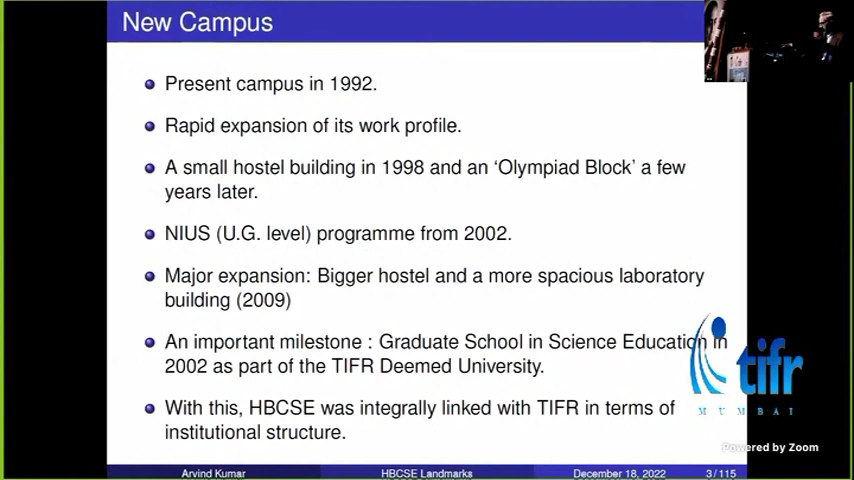 New Campus
Present campus in 1992.
Rapid expansion of its work profile.
A small hostel building in 1998 and an ‘Olympiad Block’ a few
years later.
NIUS (U.G. level) programme from 2002.
Major expansion: Bigger hostel and a more spacious laboratory
building (2009)
An important milestone : Graduate School in Science Education in
2002 as part of the TIFR Deemed University.
With this, HBCSE was integrally linked with TIFR in terms of
institutional structure.
tifr
MUMBAI
Powered by Zoom
Arvind Kumar HBCSE Landmarks December 18, 2022 3 / 115